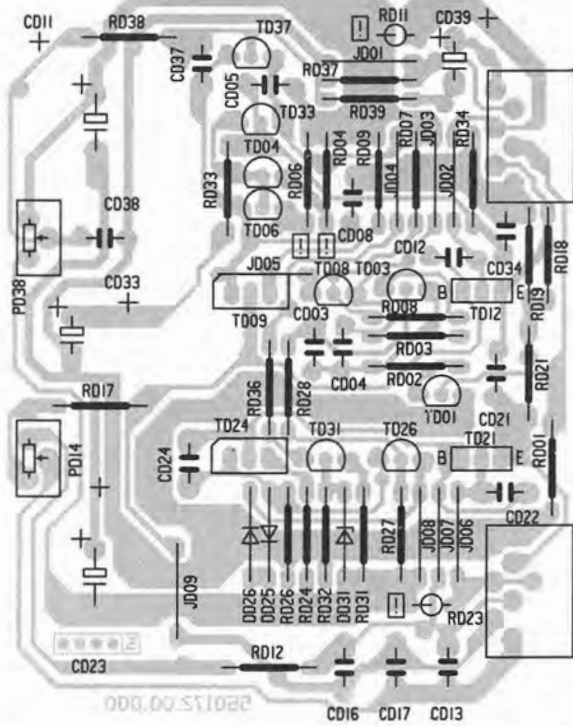 CD11
RD38
TD37
RD11
CD39
CD37
CD05
JD01
RD37
RD39
TD33
RD33
TD04
TD06
RD06
RD04
RD09
JD04
RD07
JD03
JD02
RD34
CD38
PD38
CD33
CD08
CD12
CD34
RD19
RD18
JD05
TD08
TD03
TD09
CD03
RD08
B
E
TD12
RD03
CD04
RD02
RD21
RD36
RD28
TD01
CD21
RD17
PD14
TD24
TD31
TD26
TD21
B
E
RD01
CD24
CD22
JD09
DD26
DD25
RD26
RD24
RD32
DD31
RD31
RD27
JD08
JD07
JD06
RD23
CD23
RD12
CD16
CD17
CD13
550172.00.000